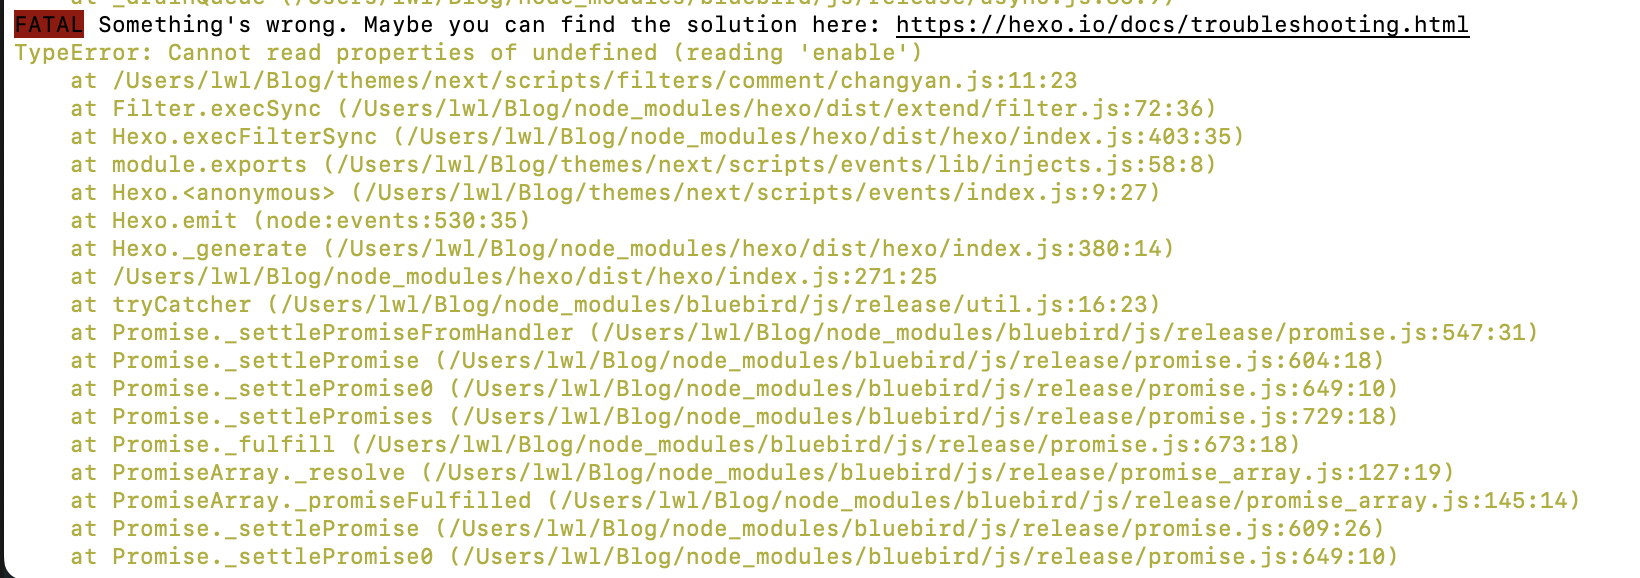 at _drainQueue (/Users/lwl/Blog/node_modules/bluebird/js/release/async.js:86:9)
FATAL Something's wrong. Maybe you can find the solution here: https://hexo.io/docs/troubleshooting.html
TypeError: Cannot read properties of undefined (reading 'enable')
at /Users/lwl/Blog/themes/next/scripts/filters/comment/changyan.js:11:23
at Filter.execSync (/Users/lwl/Blog/node_modules/hexo/dist/extend/filter.js:72:36)
at Hexo.execFilterSync (/Users/lwl/Blog/node_modules/hexo/dist/hexo/index.js:403:35)
at module.exports (/Users/lwl/Blog/themes/next/scripts/events/lib/injects.js:58:8)
at Hexo.<anonymous> (/Users/lwl/Blog/themes/next/scripts/events/index.js:9:27)
at Hexo.emit (node:events:530:35)
at Hexo._generate (/Users/lwl/Blog/node_modules/hexo/dist/hexo/index.js:380:14)
at /Users/lwl/Blog/node_modules/hexo/dist/hexo/index.js:271:25
at tryCatcher (/Users/lwl/Blog/node_modules/bluebird/js/release/util.js:16:23)
at Promise._settlePromiseFromHandler (/Users/lwl/Blog/node_modules/bluebird/js/release/promise.js:547:31)
at Promise._settlePromise (/Users/lwl/Blog/node_modules/bluebird/js/release/promise.js:604:18)
at Promise._settlePromise0 (/Users/lwl/Blog/node_modules/bluebird/js/release/promise.js:649:10)
at Promise._settlePromises (/Users/lwl/Blog/node_modules/bluebird/js/release/promise.js:729:18)
at Promise._fulfill (/Users/lwl/Blog/node_modules/bluebird/js/release/promise.js:673:18)
at PromiseArray._resolve (/Users/lwl/Blog/node_modules/bluebird/js/release/promise_array.js:127:19)
at PromiseArray._promiseFulfilled (/Users/lwl/Blog/node_modules/bluebird/js/release/promise_array.js:145:14)
at Promise._settlePromise (/Users/lwl/Blog/node_modules/bluebird/js/release/promise.js:609:26)
at Promise._settlePromise0 (/Users/lwl/Blog/node_modules/bluebird/js/release/promise.js:649:10)